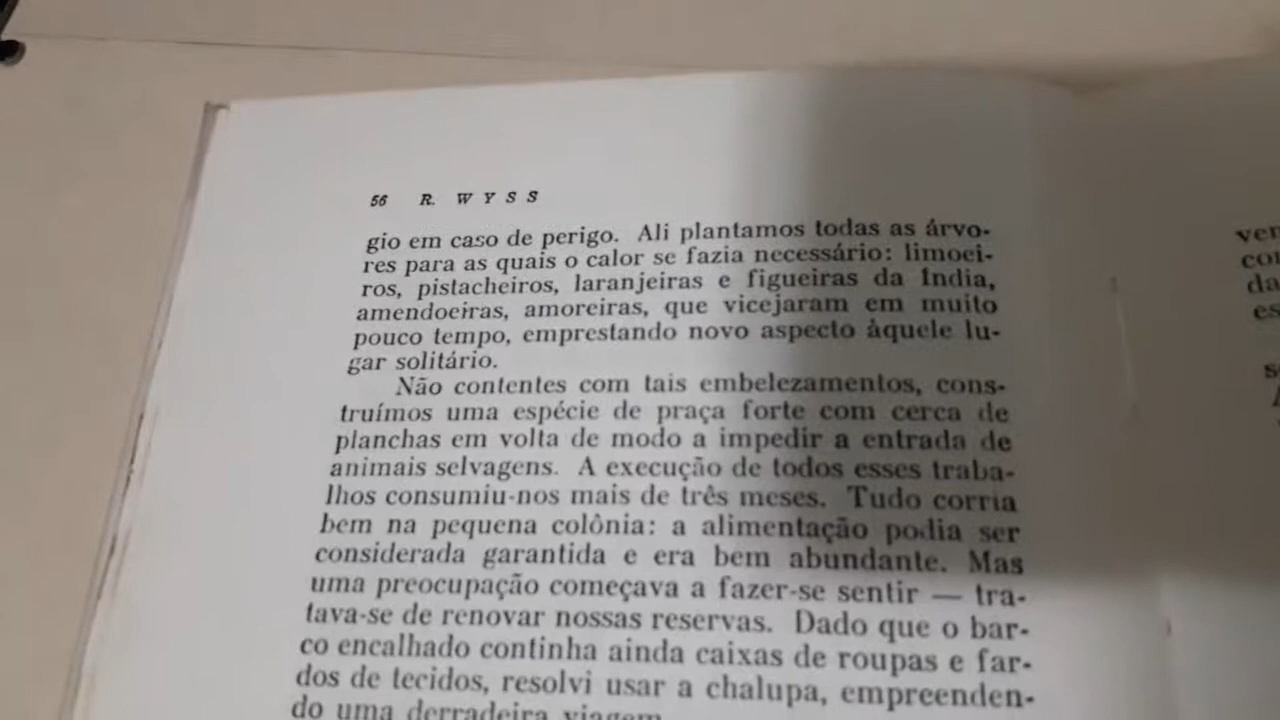 56 R. WYSS
gio em caso de perigo. Ali plantamos todas as árvo-
res para as quais o calor se fazia necessário: limoei-
ros, pistacheiros, laranjeiras e figueiras da Índia,
amendoeiras, amoreiras, que vicejaram em muito
pouco tempo, emprestando novo aspecto àquele lu-
gar solitário.
Não contentes com tais embelezamentos, cons-
truímos uma espécie de praça forte com cerca de
planchas em volta de modo a impedir a entrada de
animais selvagens. A execução de todos esses traba-
lhos consumiu-nos mais de três meses. Tudo corria
bem na pequena colônia: a alimentação podia ser
considerada garantida e era bem abundante. Mas
uma preocupação começava a fazer-se sentir — tra-
tava-se de renovar nossas reservas. Dado que o bar-
co encalhado continha ainda caixas de roupas e far-
dos de tecidos, resolvi usar a chalupa, empreenden-
do uma derradeira viagem